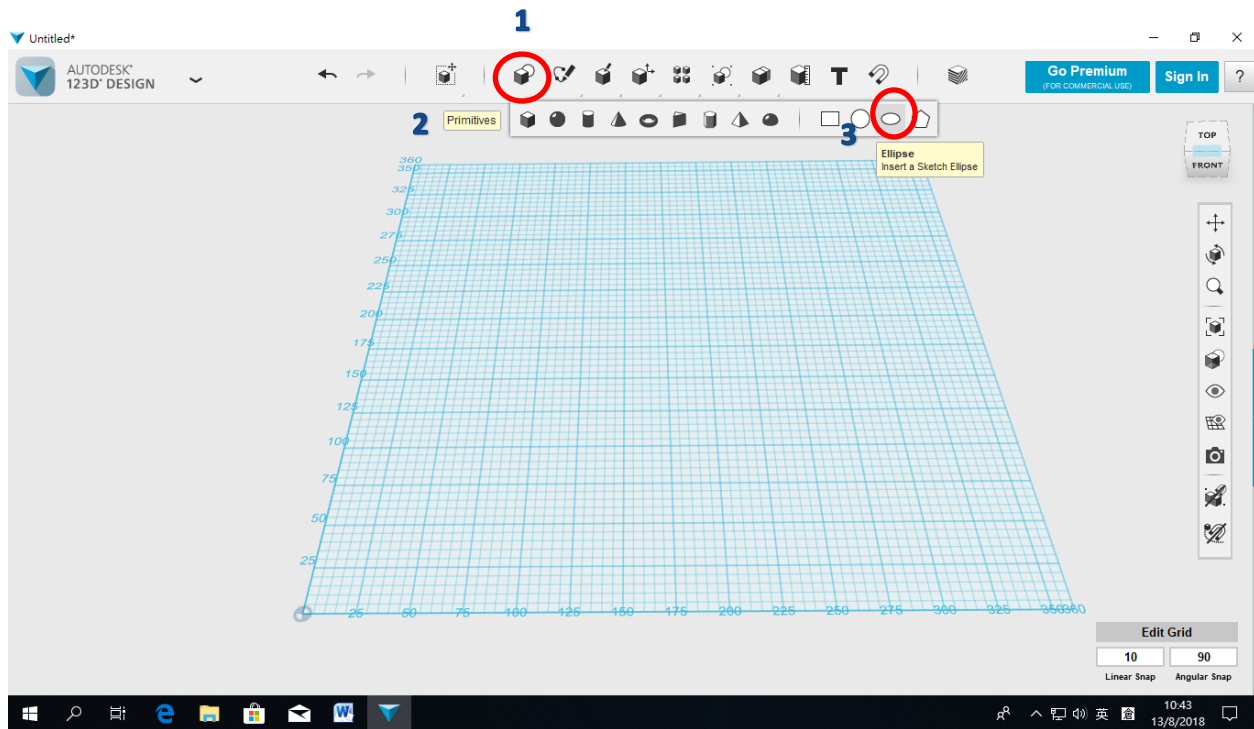 1
Untitled*
AUTODESK®
123D® DESIGN
T
Go Premium
(FOR COMMERCIAL USE)
Sign In
?
2
Primitives
3
Ellipse
Insert a Sketch Ellipse
TOP
FRONT
360
350
325
300
275
250
225
200
175
150
125
100
75
50
25
25 50 75 100 125 150 175 200 225 250 275 300 325 350 360
Edit Grid
10 90
Linear Snap Angular Snap
W
英 倉
10:43
13/8/2018